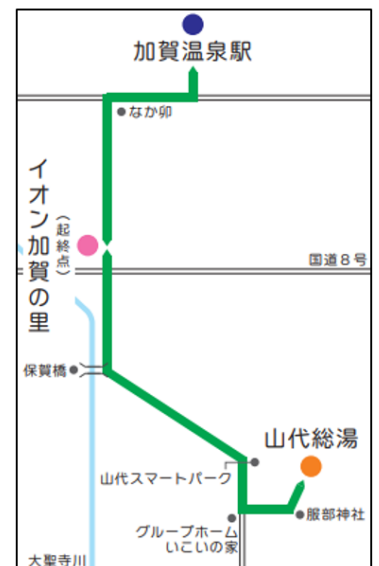 加賀温泉駅
なか卯
イオン加賀の里
（起終点）
国道８号
保賀橋
山代総湯
山代スマートパーク
服部神社
グループホーム
いこいの家
大聖寺川